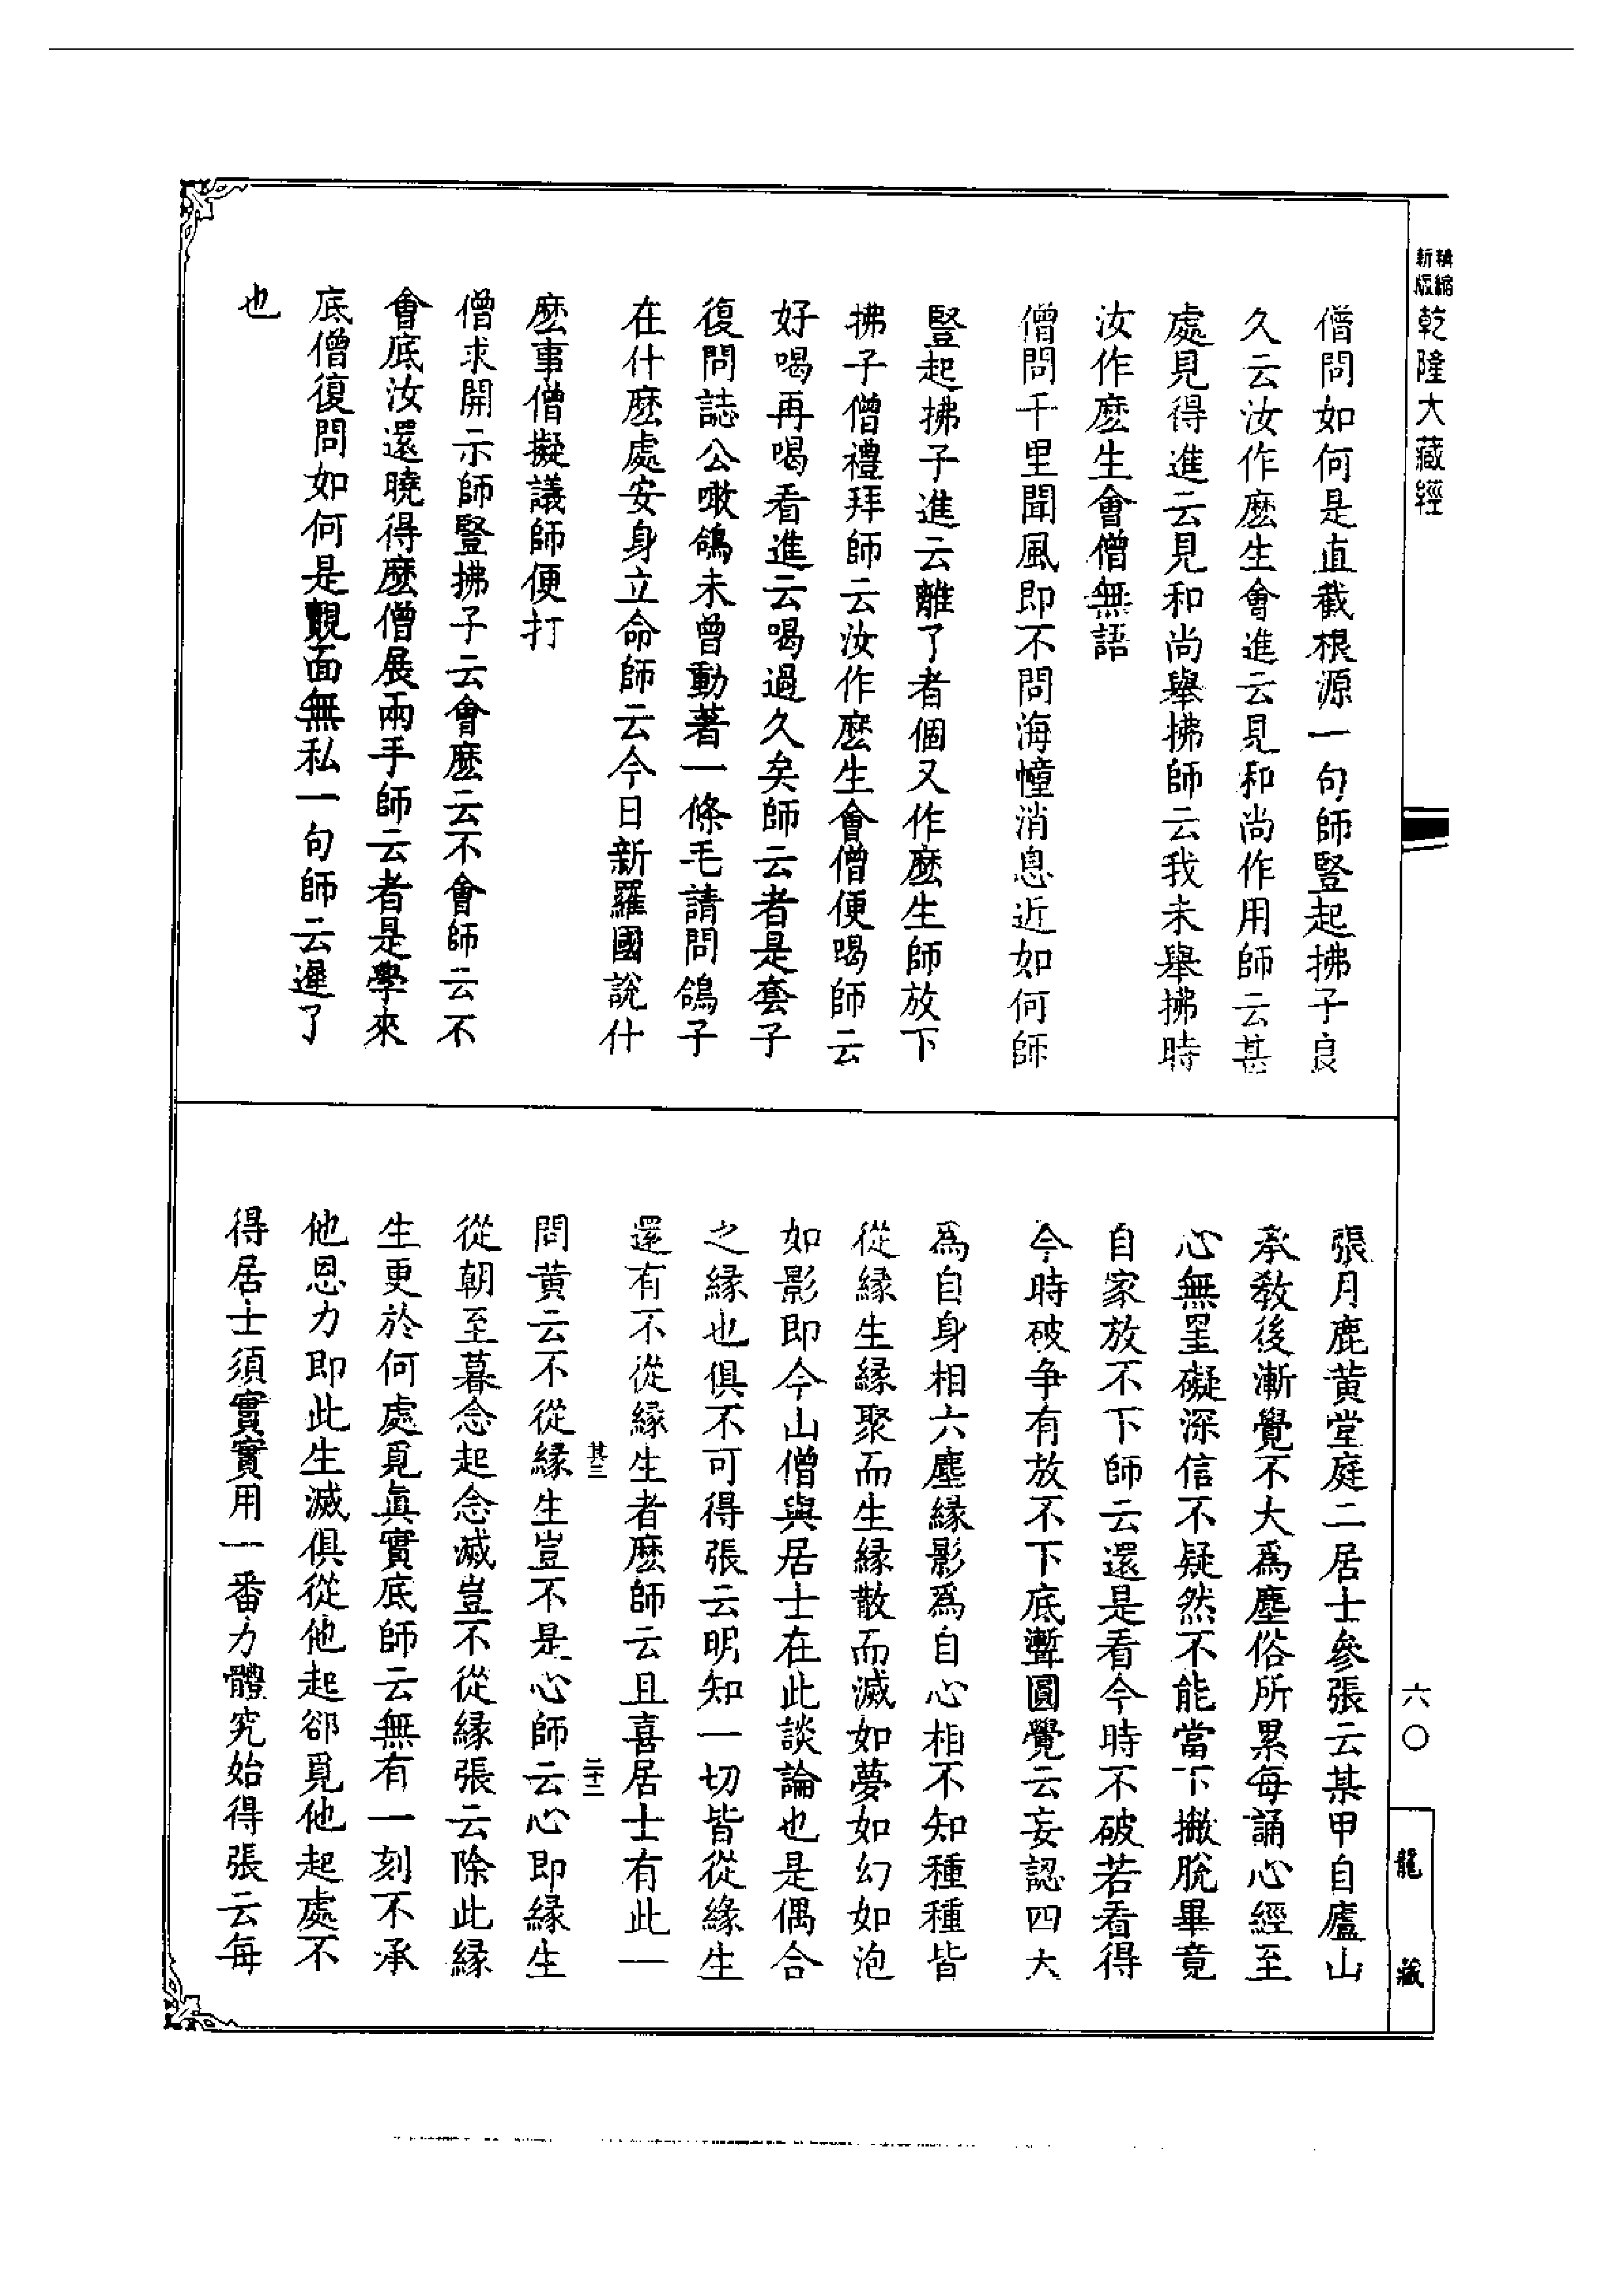 精縮新版乾隆大藏經
僧問如何是直截根源一句師豎起拂子良
久云汝作麽生會進云見和尚作用師云甚
處見得進云見和尚舉拂師云我未舉拂時
汝作麽生會僧無語
僧問千里聞風即不問海幢消息近如何師
豎起拂子進云離了者個又作麽生師放下
拂子僧禮拜師云汝作麽生會僧便喝師云
好喝再喝看進云喝過久矣師云者是套子
復問誌公噉鴿未曾動著一條毛請問鴿子
在什麽處安身立命師云今日新羅國說什
麽事僧擬議師便打
僧求開示師豎拂子云會麽云不會師云不
會底汝還曉得麽僧展兩手師云者是學來
底僧復問如何是覿面無私一句師云遲了
也
六〇
龍藏
張月鹿黃堂庭二居士參張云某甲自廬山
承教後漸覺不大為塵俗所累每誦心經至
心無罣礙深信不疑然不能當下撇脫畢竟
自家放不下師云還是看今時不破若看得
今時破争有放不下底聻圓覺云妄認四大
為自身相六塵緣影爲自心相不知種種皆
從緣生緣聚而生緣散而滅如夢如幻如泡
如影即今山僧與居士在此談論也是偶合
之緣也俱不可得張云明知一切皆從緣生
還有不從緣生者麽師云且喜居士有此一
其三
二十二
問黃云不從緣生豈不是心師云心即緣生
從朝至暮念起念滅豈不從緣張云除此緣
生更於何處覓真實底師云無有一刻不承
他恩力即此生滅俱從他起卻覓他起處不
得居士須實實用一番力體究始得張云每